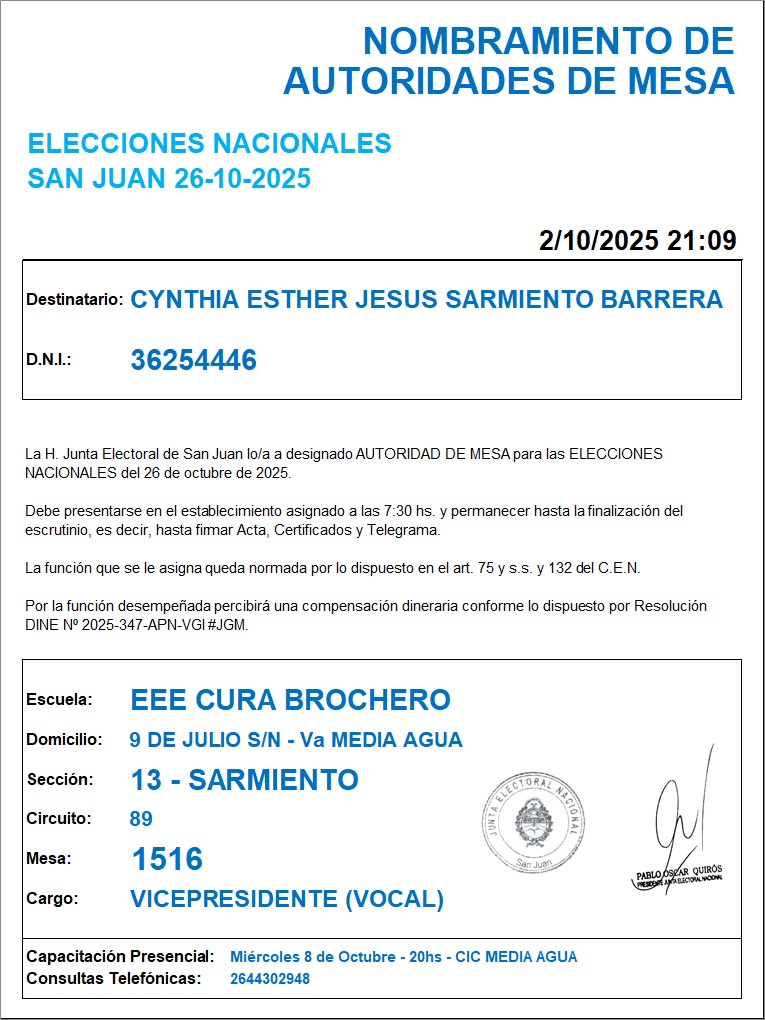 NOMBRAMIENTO DE
AUTORIDADES DE MESA
ELECCIONES NACIONALES
SAN JUAN 26-10-2025
2/10/2025 21:09
Destinatario: CYNTHIA ESTHER JESUS SARMIENTO BARRERA
D.N.I.: 36254446
La H. Junta Electoral de San Juan lo/a a designado AUTORIDAD DE MESA para las ELECCIONES
NACIONALES del 26 de octubre de 2025.
Debe presentarse en el establecimiento asignado a las 7:30 hs. y permanecer hasta la finalización del
escrutinio, es decir, hasta firmar Acta, Certificados y Telegrama.
La función que se le asigna queda normada por lo dispuesto en el art. 75 y s.s. y 132 del C.E.N.
Por la función desempeñada percibirá una compensación dineraria conforme lo dispuesto por Resolución
DINE Nº 2025-347-APN-VGI#JGM.
Escuela: EEE CURA BROCHERO
Domicilio: 9 DE JULIO S/N - Va MEDIA AGUA
Sección: 13 - SARMIENTO
Circuito: 89
Mesa: 1516
Cargo: VICEPRESIDENTE (VOCAL)
JUNTA ELECTORAL NACIONAL
San Juan
PABLO OSCAR QUIRÓS
PRESIDENTE JUNTA ELECTORAL NACIONAL
Capacitación Presencial: Miércoles 8 de Octubre - 20hs - CIC MEDIA AGUA
Consultas Telefónicas: 2644302948